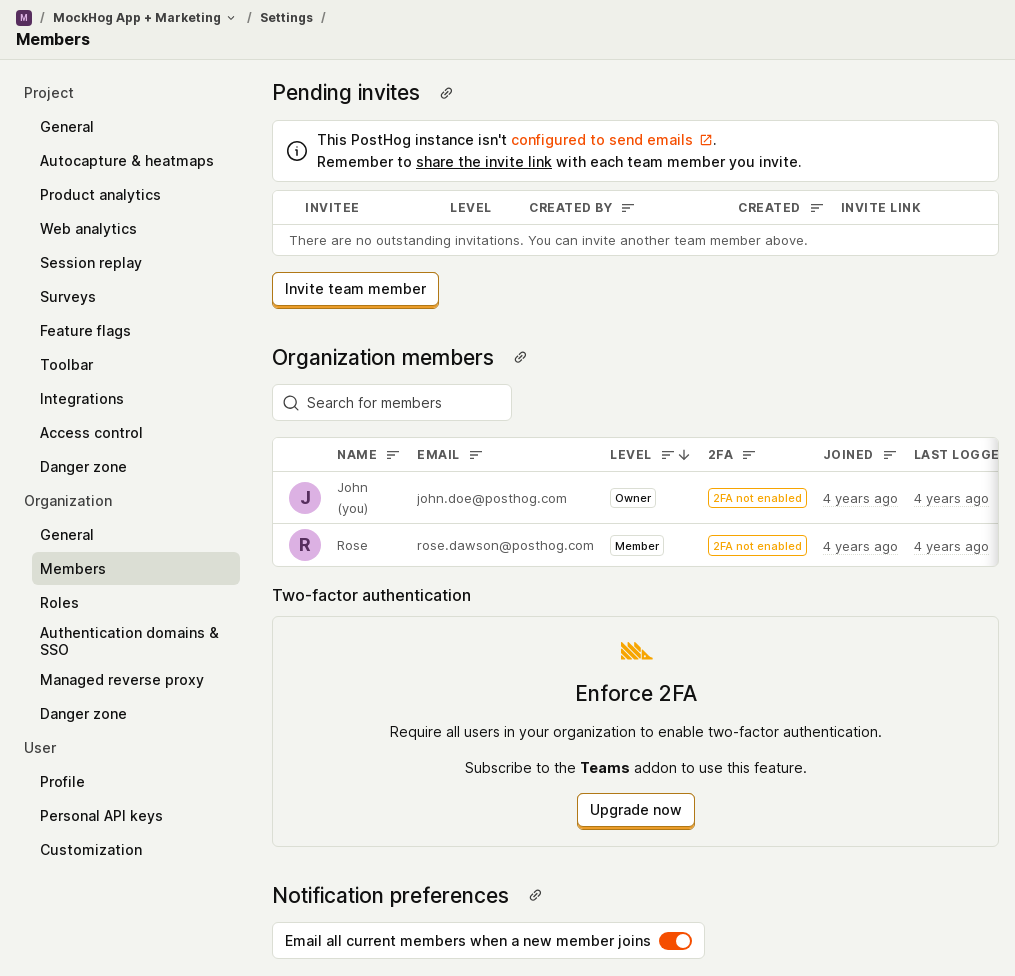 M / MockHog App + Marketing / Settings /
Members
Project
General
Autocapture & heatmaps
Product analytics
Web analytics
Session replay
Surveys
Feature flags
Toolbar
Integrations
Access control
Danger zone
Organization
General
Members
Roles
Authentication domains &
SSO
Managed reverse proxy
Danger zone
User
Profile
Personal API keys
Customization
Pending invites
This PostHog instance isn't configured to send emails.
Remember to share the invite link with each team member you invite.
INVITEE LEVEL CREATED BY CREATED INVITE LINK
There are no outstanding invitations. You can invite another team member above.
Invite team member
Organization members
Search for members
NAME EMAIL LEVEL 2FA JOINED LAST LOGGE
J John (you) john.doe@posthog.com Owner 2FA not enabled 4 years ago 4 years ago
R Rose rose.dawson@posthog.com Member 2FA not enabled 4 years ago 4 years ago
Two-factor authentication
Enforce 2FA
Require all users in your organization to enable two-factor authentication.
Subscribe to the Teams addon to use this feature.
Upgrade now
Notification preferences
Email all current members when a new member joins